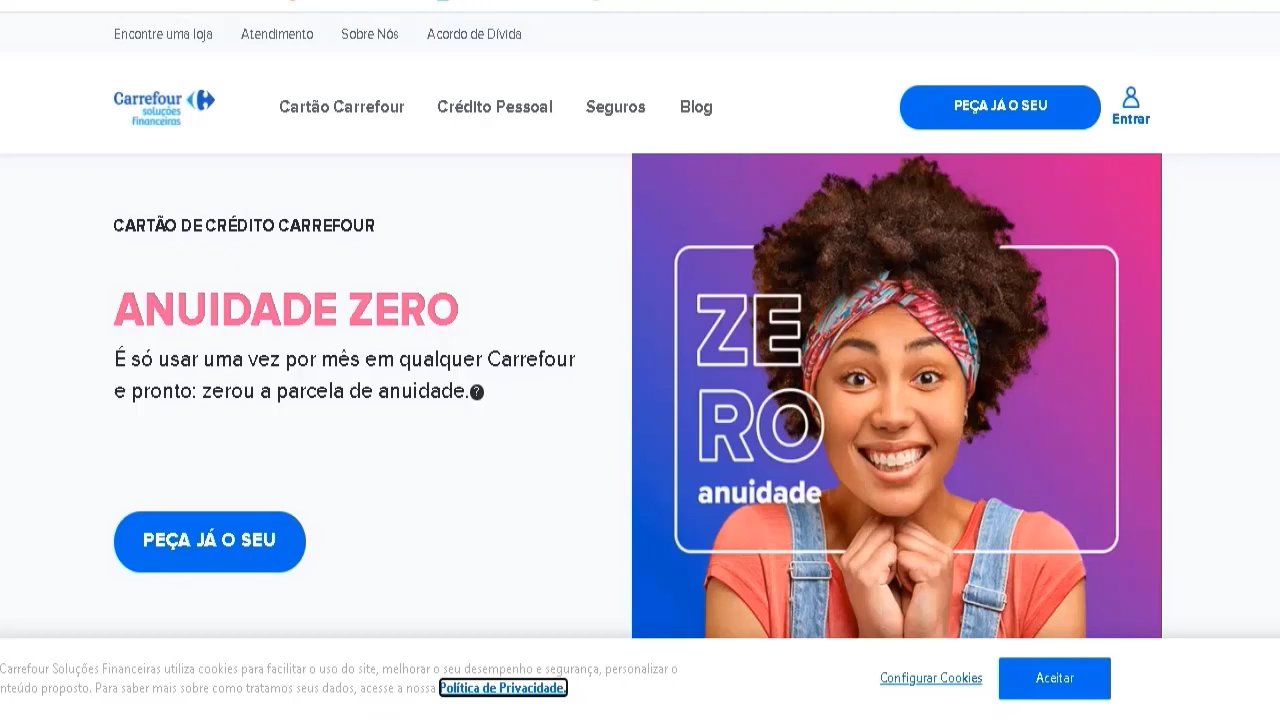 Encontre uma loja Atendimento Sobre Nós Acordo de Dívida
Carrefour
soluções
financeiras
Cartão Carrefour Crédito Pessoal Seguros Blog
PEÇA JÁ O SEU
Entrar
CARTÃO DE CRÉDITO CARREFOUR
ANUIDADE ZERO
É só usar uma vez por mês em qualquer Carrefour
e pronto: zerou a parcela de anuidade.?
PEÇA JÁ O SEU
ZE
RO
anuidade
Carrefour Soluções Financeiras utiliza cookies para facilitar o uso do site, melhorar o seu desempenho e segurança, personalizar o
nteúdo proposto. Para saber mais sobre como tratamos seus dados, acesse a nossa Política de Privacidade.
Configurar Cookies
Aceitar